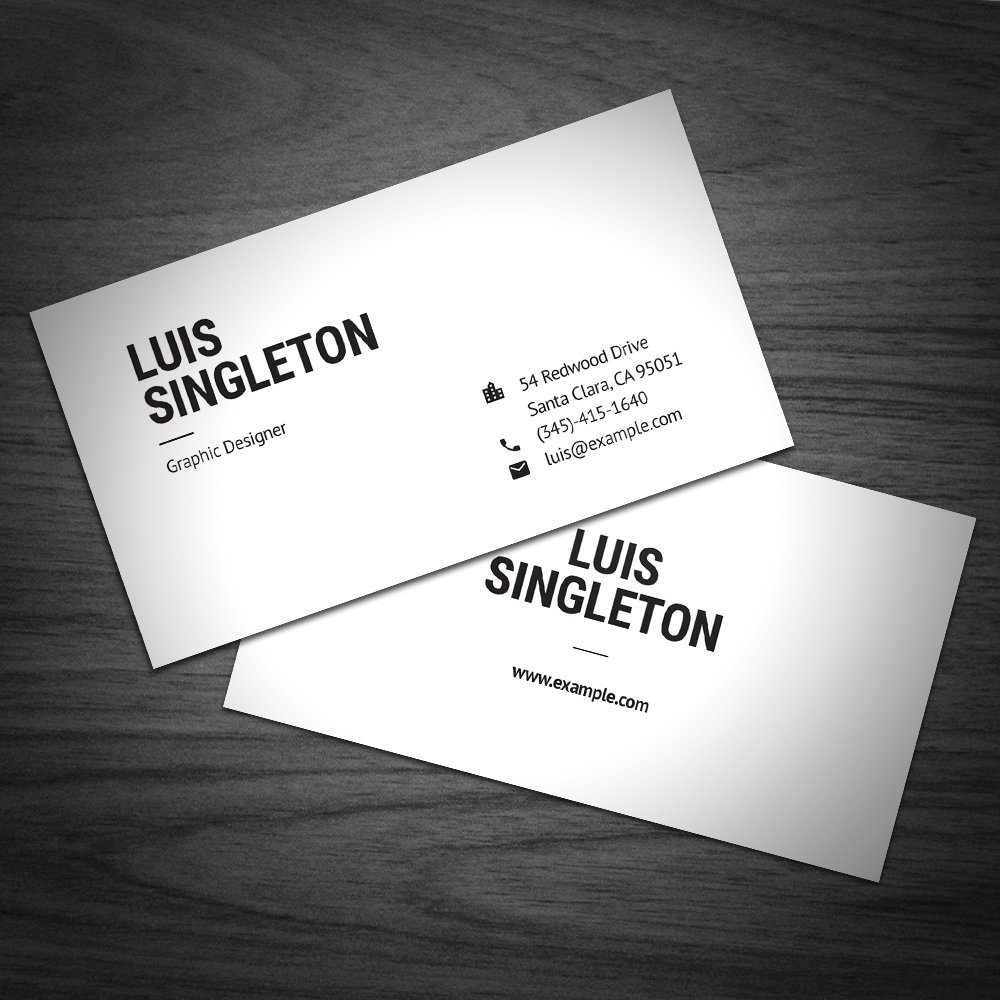 LUIS
SINGLETON
Graphic Designer
54 Redwood Drive
Santa Clara, CA 95051
(345)-415-1640
luis@example.com
LUIS
SINGLETON
www.example.com